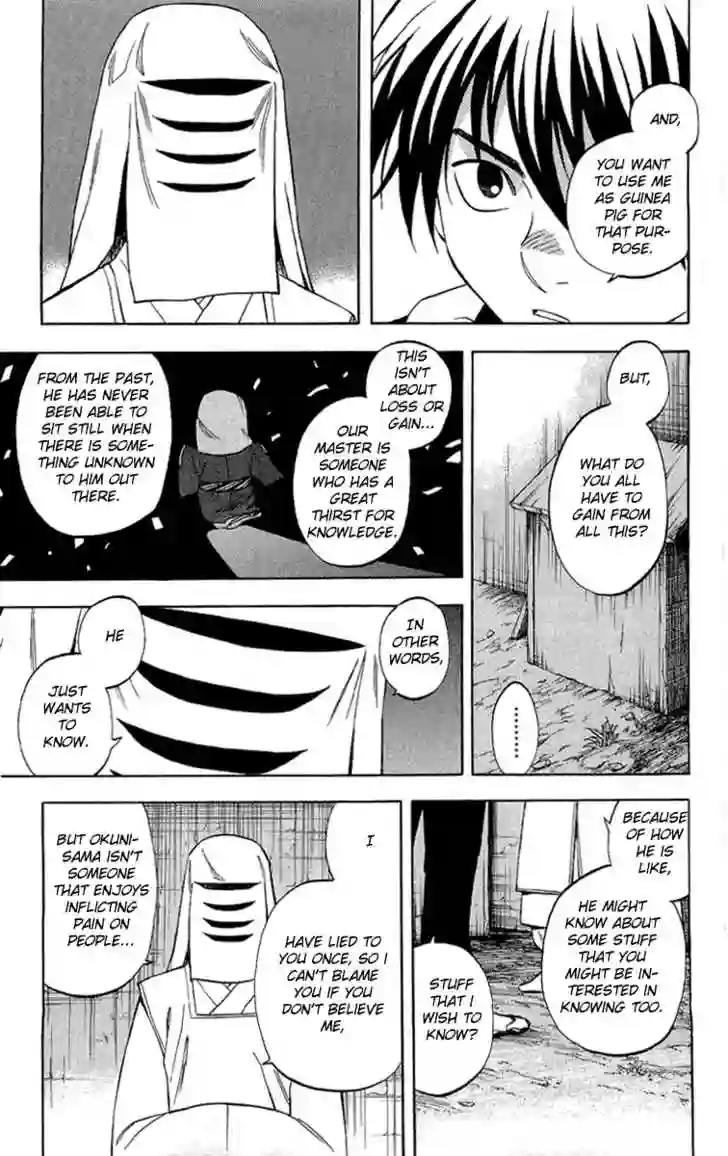 AND,
YOU WANT
TO USE ME
AS GUINEA
PIG FOR
THAT PUR-
POSE.
BUT,
WHAT DO
YOU ALL
HAVE TO
GAIN FROM
ALL THIS?
........
THIS
ISN'T
ABOUT
LOSS OR
GAIN...
OUR
MASTER IS
SOMEONE
WHO HAS A
GREAT
THIRST FOR
KNOWLEDGE.
FROM THE PAST,
HE HAS NEVER
BEEN ABLE TO
SIT STILL WHEN
THERE IS SOME-
THING UNKNOWN
TO HIM OUT
THERE.
IN
OTHER
WORDS,
HE
JUST
WANTS
TO
KNOW.
BECAUSE
OF HOW
HE IS
LIKE,
HE MIGHT
KNOW ABOUT
SOME STUFF
THAT YOU
MIGHT BE IN-
TERESTED IN
KNOWING TOO.
STUFF
THAT I
WISH TO
KNOW?
I
HAVE LIED TO
YOU ONCE, SO I
CAN'T BLAME
YOU IF YOU
DON'T BELIEVE
ME,
BUT OKUNI-
SAMA ISN'T
SOMEONE
THAT ENJOYS
INFLICTING
PAIN ON
PEOPLE...